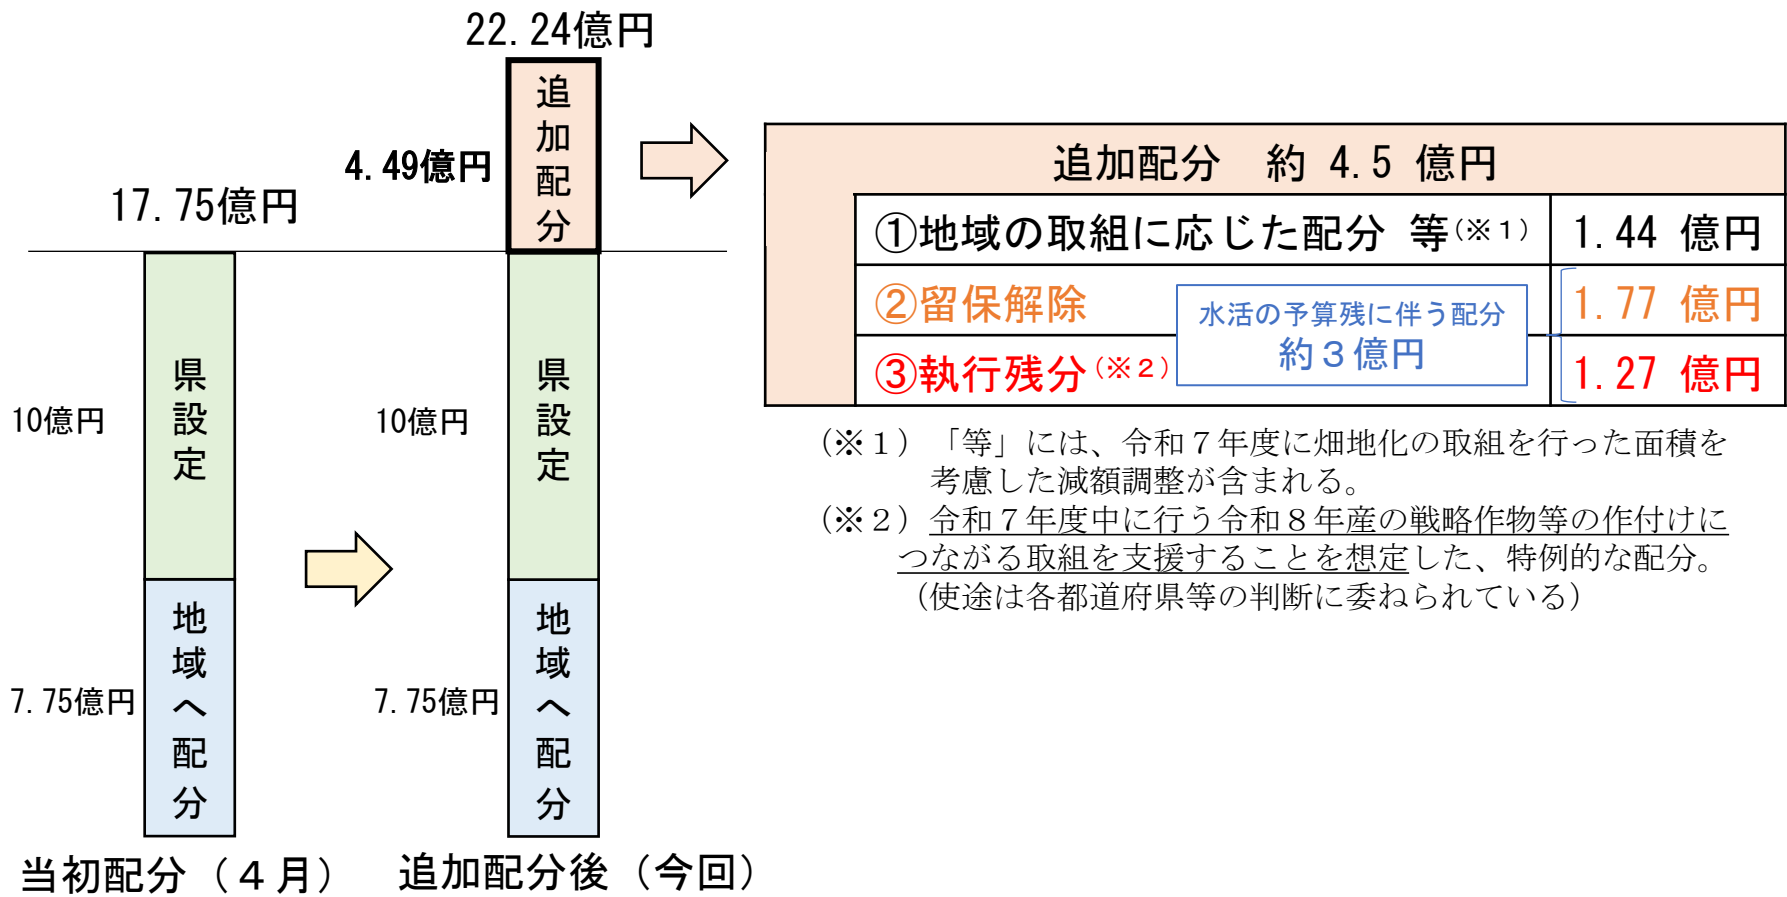 22.24億円
追加配分
4.49億円
17.75億円
県設定
10億円
地域へ配分
7.75億円
当初配分（４月）
県設定
10億円
地域へ配分
7.75億円
追加配分後（今回）
追加配分　約 4.5 億円
①地域の取組に応じた配分 等(※１) 1.44 億円
②留保解除 1.77 億円
③執行残分(※２) 1.27 億円
水活の予算残に伴う配分
約３億円
（※１）「等」には、令和７年度に畑地化の取組を行った面積を
考慮した減額調整が含まれる。
（※２）令和７年度中に行う令和８年産の戦略作物等の作付けに
つながる取組を支援することを想定した、特例的な配分。
（使途は各都道府県等の判断に委ねられている）